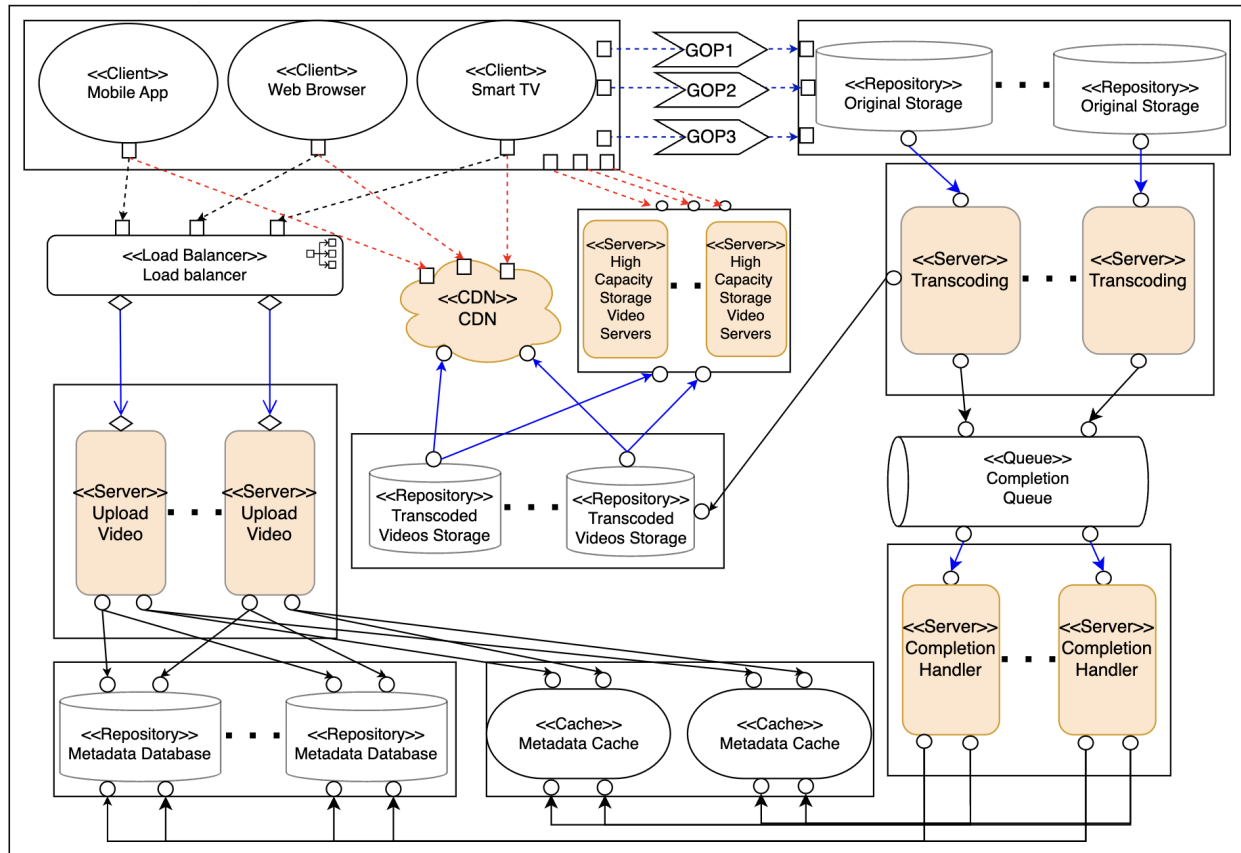 <<Client>>
Mobile App
<<Client>>
Web Browser
<<Client>>
Smart TV
GOP1
GOP2
GOP3
<<Repository>>
Original Storage
<<Repository>>
Original Storage
<<Load Balancer>>
Load balancer
<<CDN>>
CDN
<<Server>>
High
Capacity
Storage
Video
Servers
<<Server>>
High
Capacity
Storage
Video
Servers
<<Server>>
Transcoding
<<Server>>
Transcoding
<<Server>>
Upload
Video
<<Server>>
Upload
Video
<<Repository>>
Transcoded
Videos Storage
<<Repository>>
Transcoded
Videos Storage
<<Queue>>
Completion
Queue
<<Server>>
Completion
Handler
<<Server>>
Completion
Handler
<<Repository>>
Metadata Database
<<Repository>>
Metadata Database
<<Cache>>
Metadata Cache
<<Cache>>
Metadata Cache